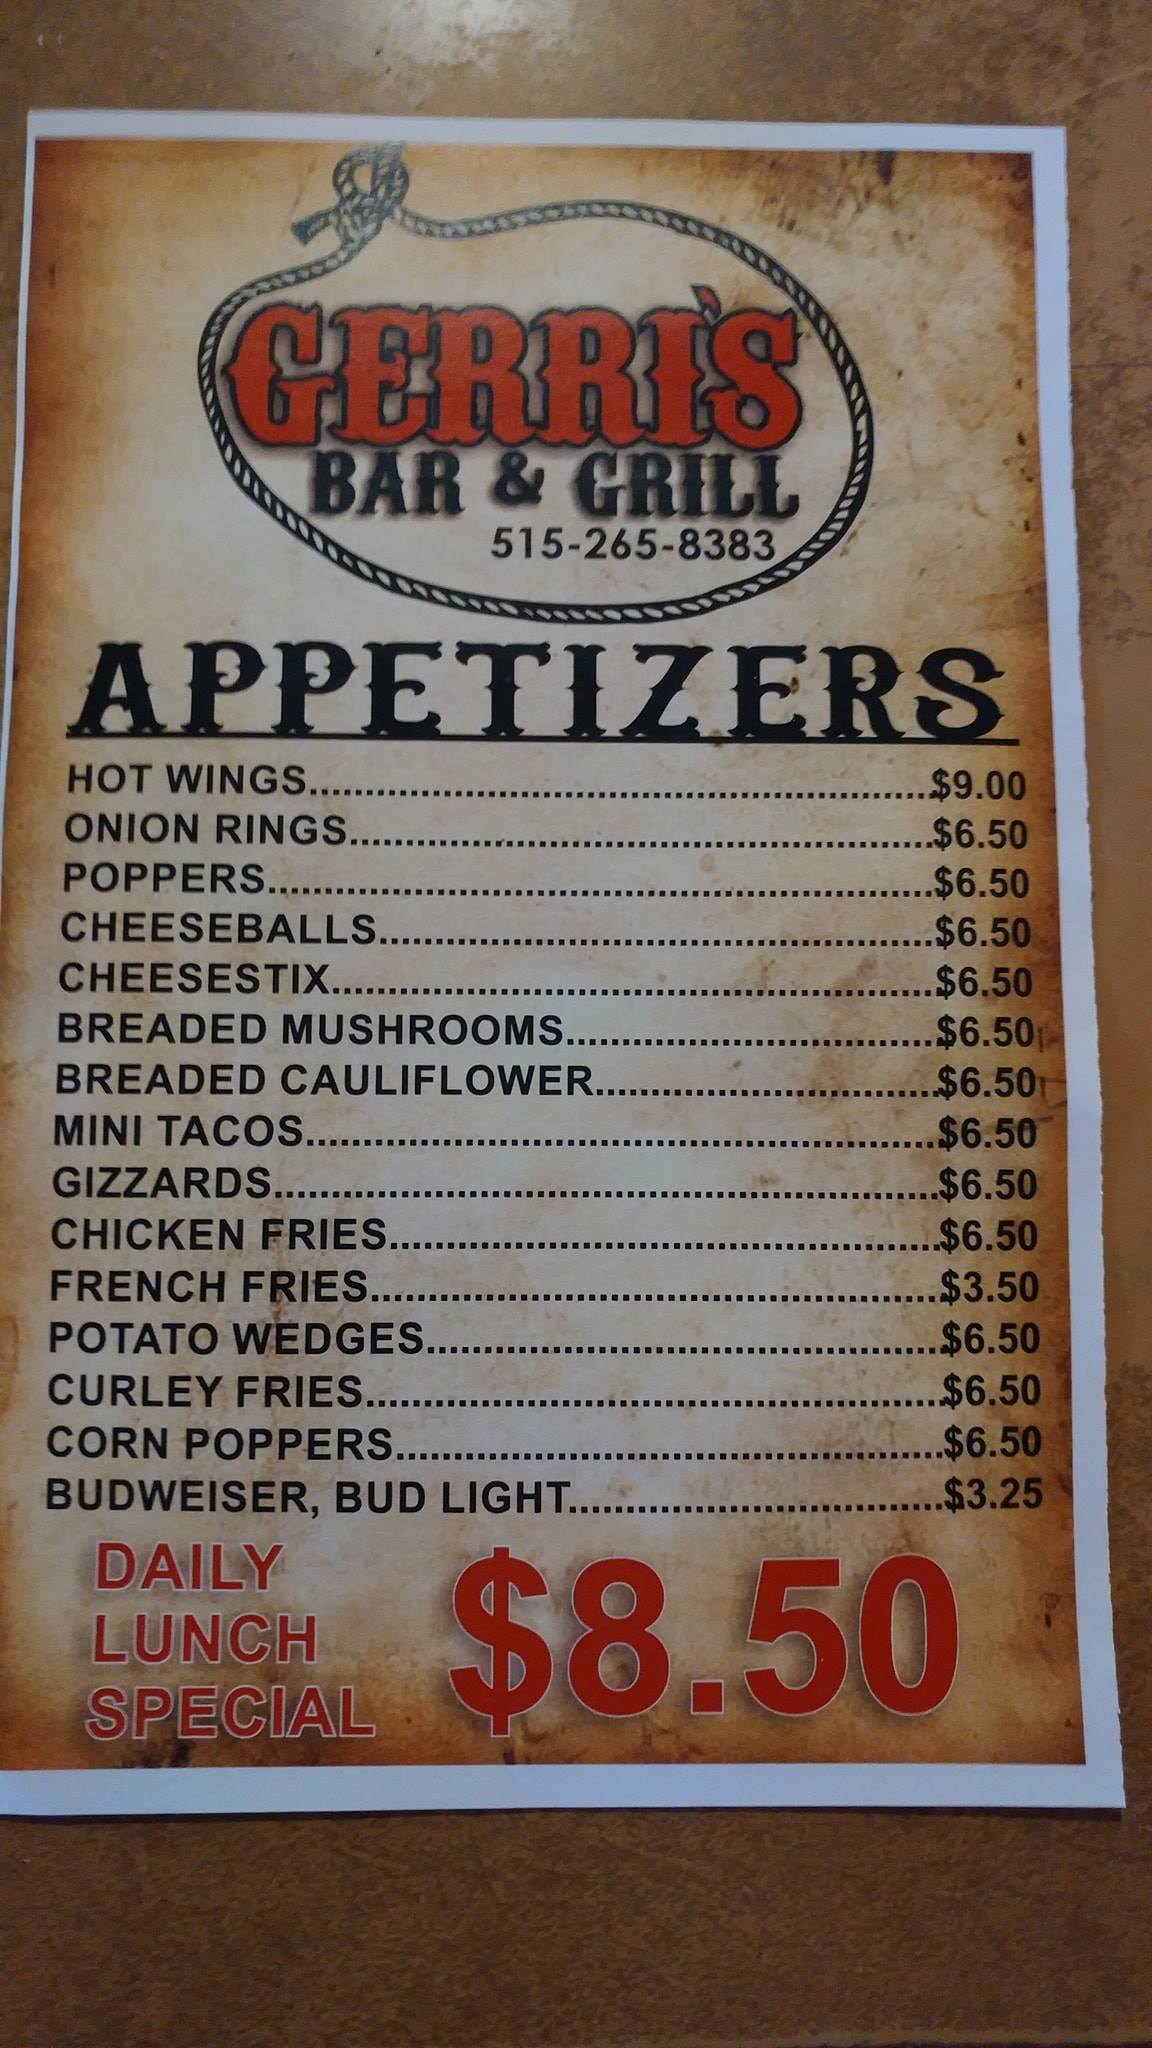 GERRI'S
BAR & GRILL
515-265-8383
APPETIZERS
HOT WINGS.....................................................................$9.00
ONION RINGS...............................................................$6.50
POPPERS........................................................................$6.50
CHEESEBALLS............................................................$6.50
CHEESESTIX.................................................................$6.50
BREADED MUSHROOMS........................................$6.50
BREADED CAULIFLOWER.....................................$6.50
MINI TACOS....................................................................$6.50
GIZZARDS........................................................................$6.50
CHICKEN FRIES............................................................$6.50
FRENCH FRIES..............................................................$3.50
POTATO WEDGES........................................................$6.50
CURLEY FRIES...............................................................$6.50
CORN POPPERS...........................................................$6.50
BUDWEISER, BUD LIGHT........................................$3.25
DAILY
LUNCH
SPECIAL
$8.50